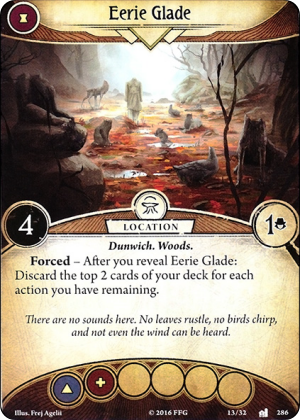 Eerie Glade
4
LOCATION
1
Dunwich. Woods.
Forced – After you reveal Eerie Glade:
Discard the top 2 cards of your deck for each
action you have remaining.
There are no sounds here. No leaves rustle, no birds chirp,
and not even the wind can be heard.
Illus. Frej Agelii © 2016 FFG 13/32 286